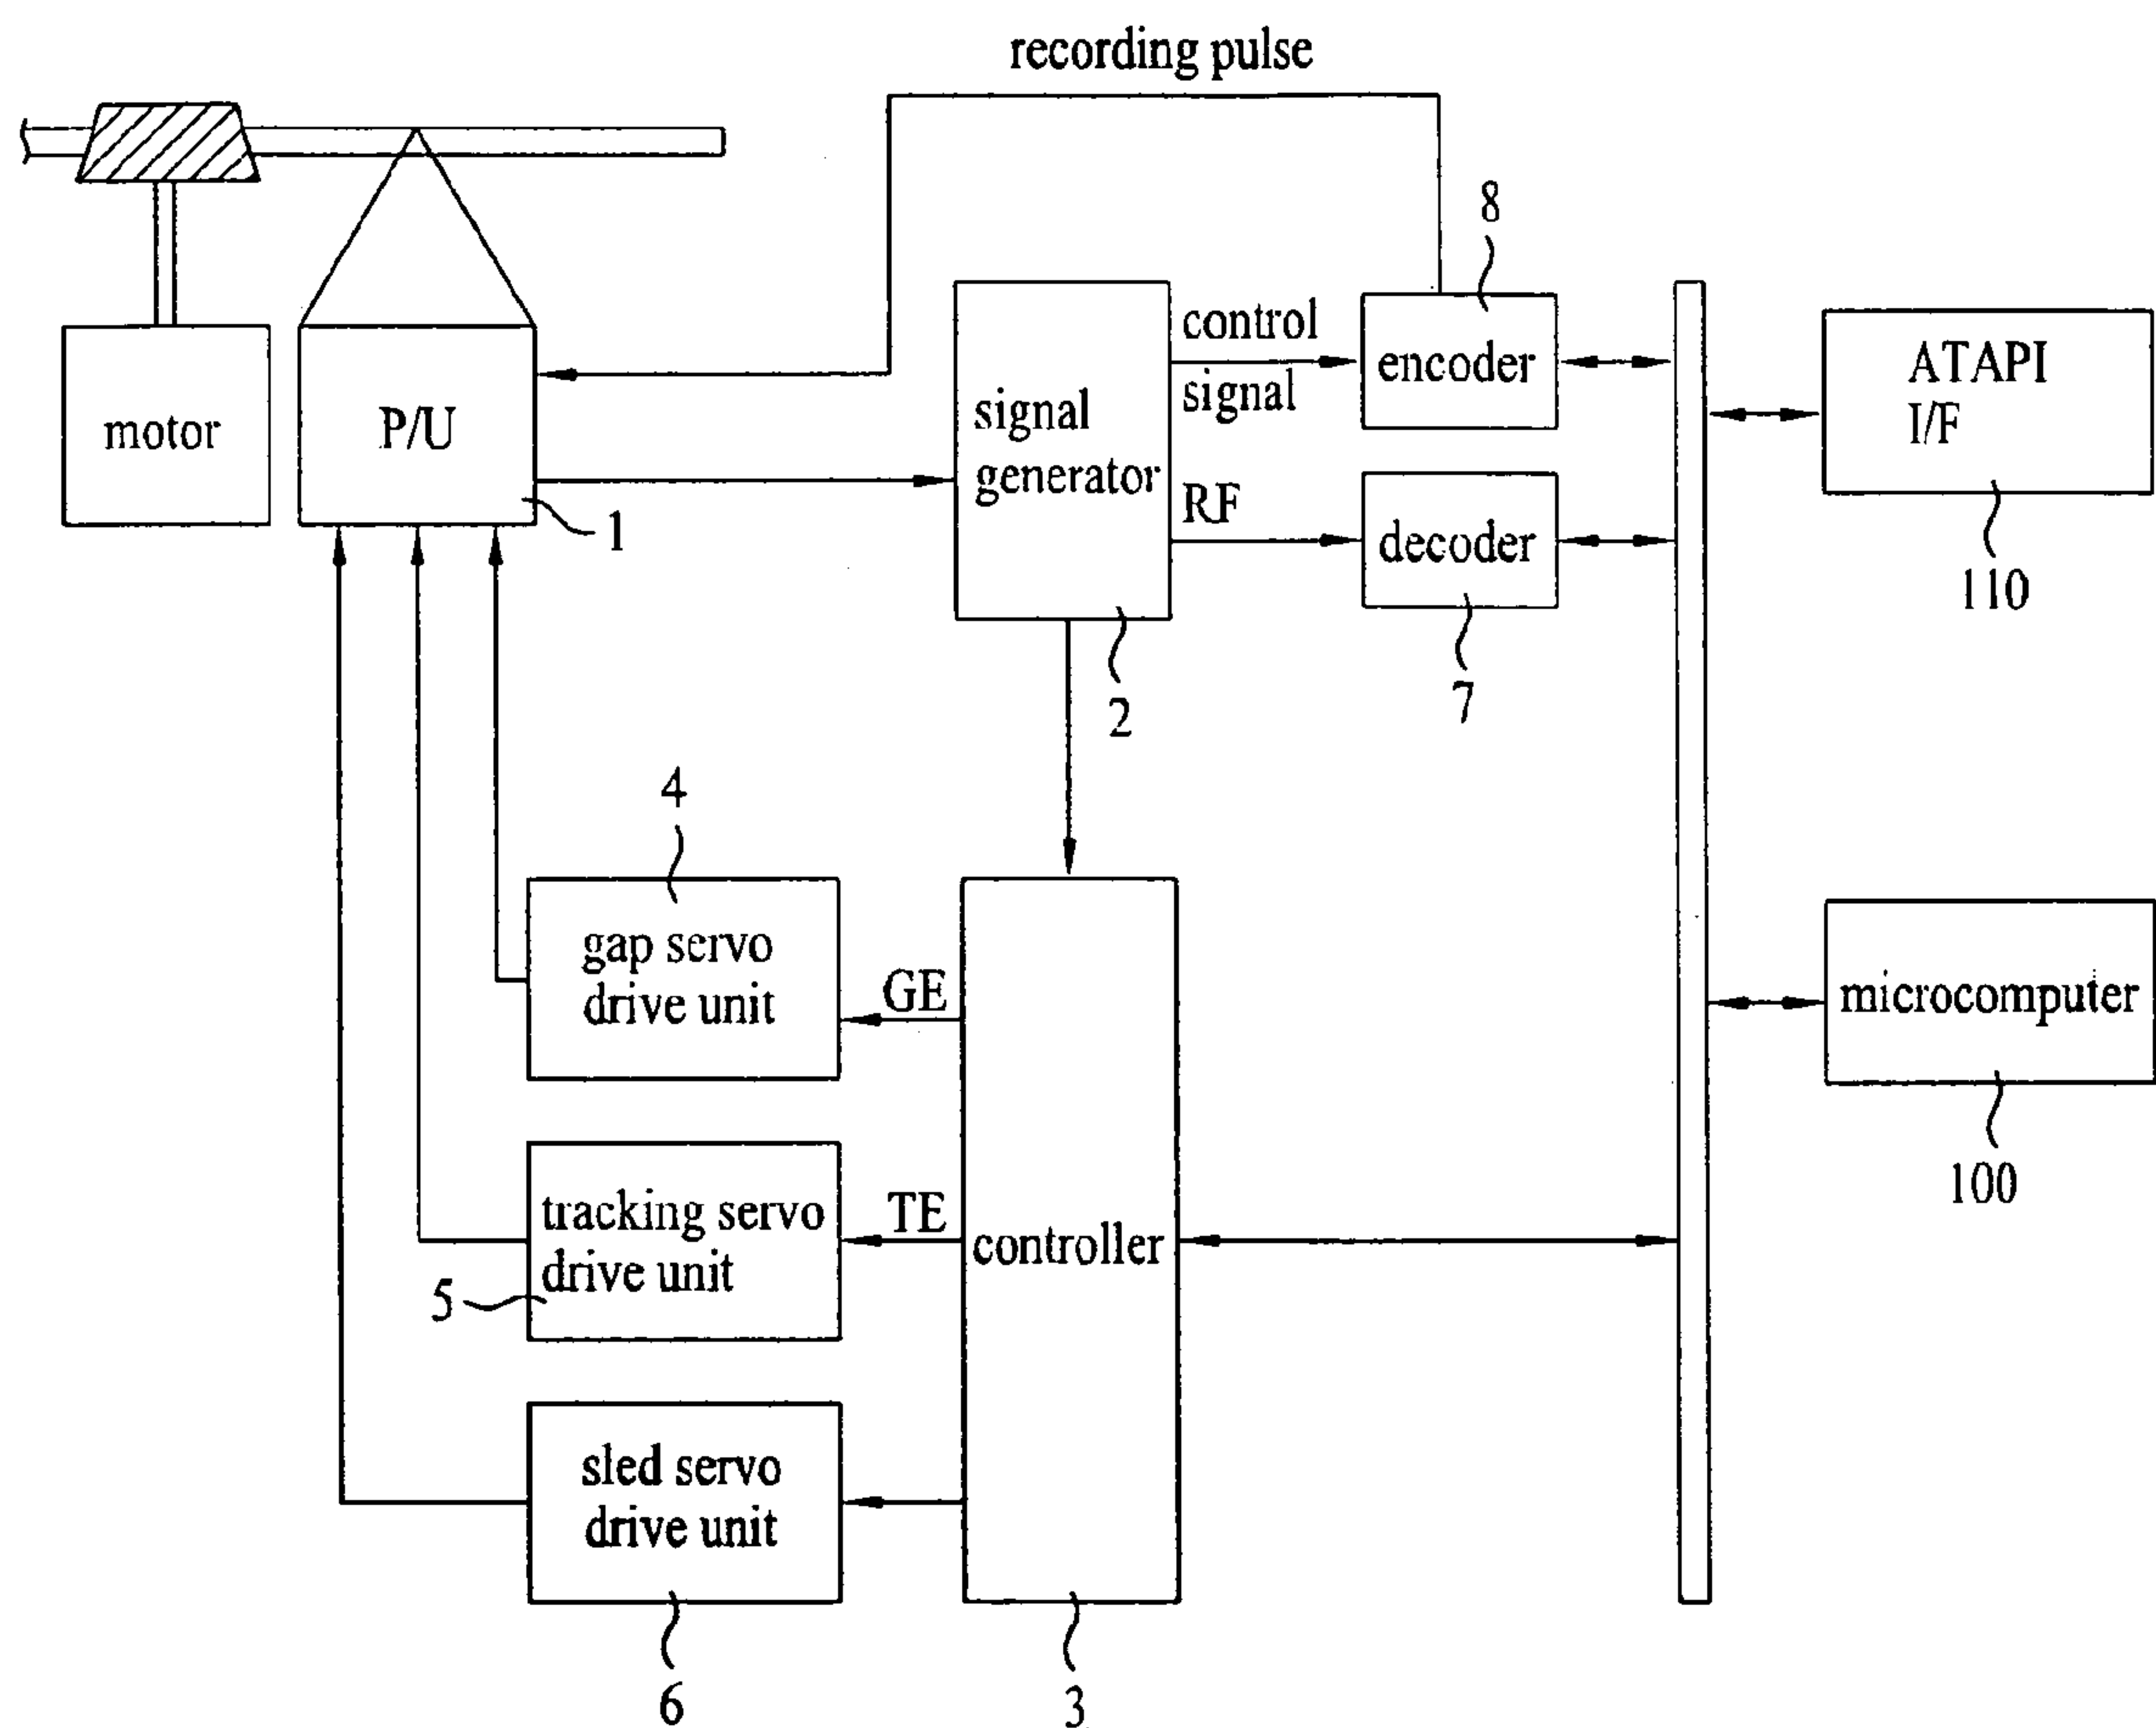 recording pulse
8
control
signal
encoder
ATAPI
I/F
motor
P/U
signal
generator
RF
decoder
1
110
2
7
4
gap servo
drive unit
GE
microcomputer
100
tracking servo
drive unit
TE
controller
5
sled servo
drive unit
6
3